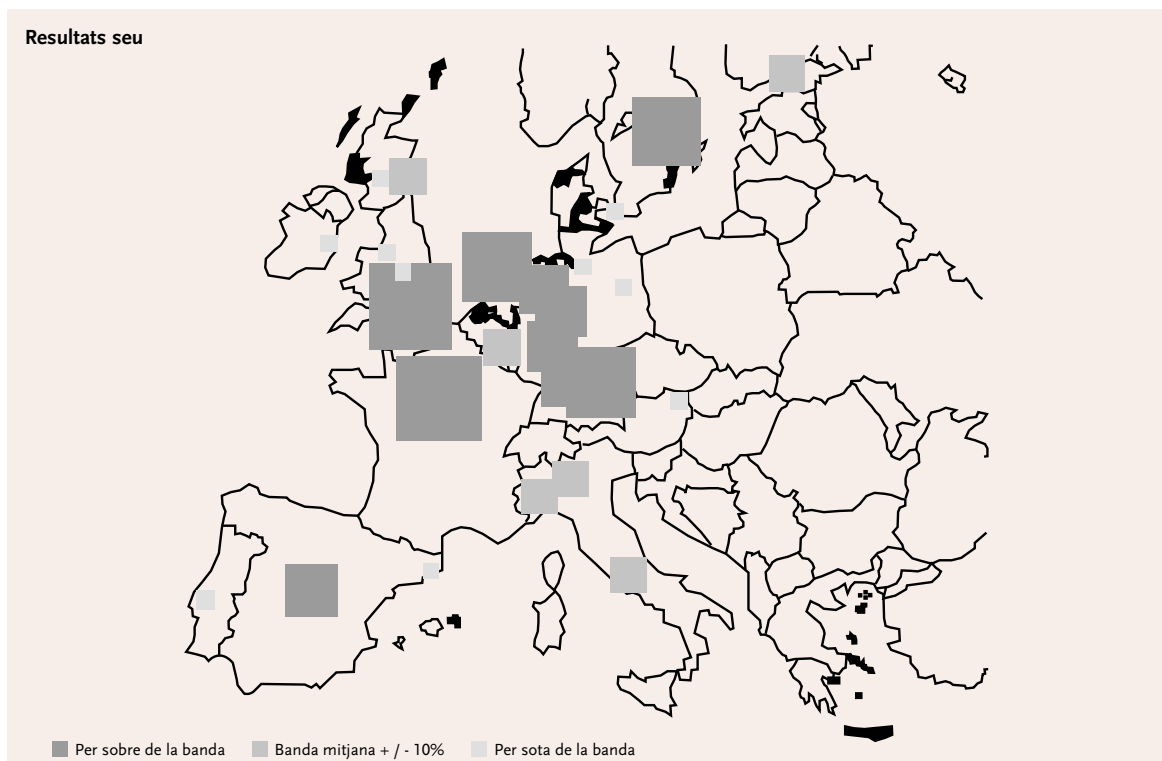 Resultats seu
Per sobre de la banda Banda mitjana + / - 10% Per sota de la banda